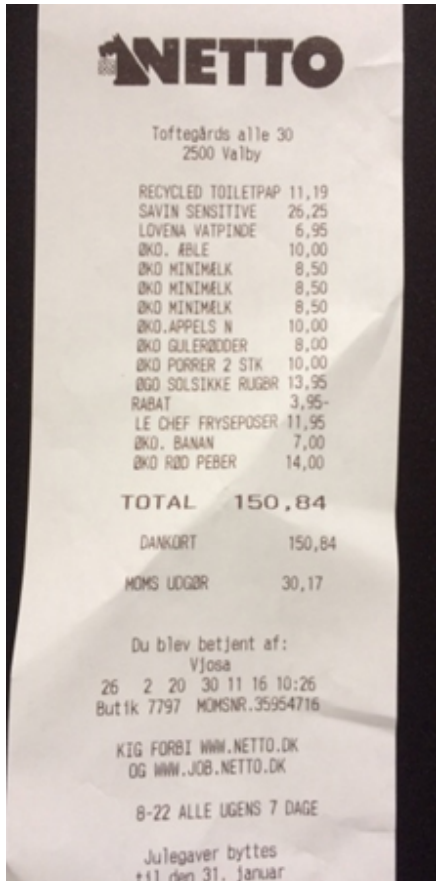 NETTO
Toftegårds alle 30
2500 Valby
RECYCLED TOILETPAP 11,19
SAVIN SENSITIVE 26,25
LOVENA VATPINDE 6,95
ØKO. ÆBLE 10,00
ØKO MINIMÆLK 8,50
ØKO MINIMÆLK 8,50
ØKO MINIMÆLK 8,50
ØKO.APPELS N 10,00
ØKO GULERØDDER 8,00
ØKO PORRER 2 STK 10,00
ØGO SOLSIKKE RUGBR 13,95
RABAT 3,95-
LE CHEF FRYSEPOSER 11,95
ØKO. BANAN 7,00
ØKO RØD PEBER 14,00
TOTAL 150,84
DANKORT 150,84
MOMS UDGØR 30,17
Du blev betjent af:
Vjosa
26 2 20 30 11 16 10:26
Butik 7797 MOMSNR.35954716
KIG FORBI WWW.NETTO.DK
OG WWW.JOB.NETTO.DK
8-22 ALLE UGENS 7 DAGE
Julegaver byttes
til den 31. januar